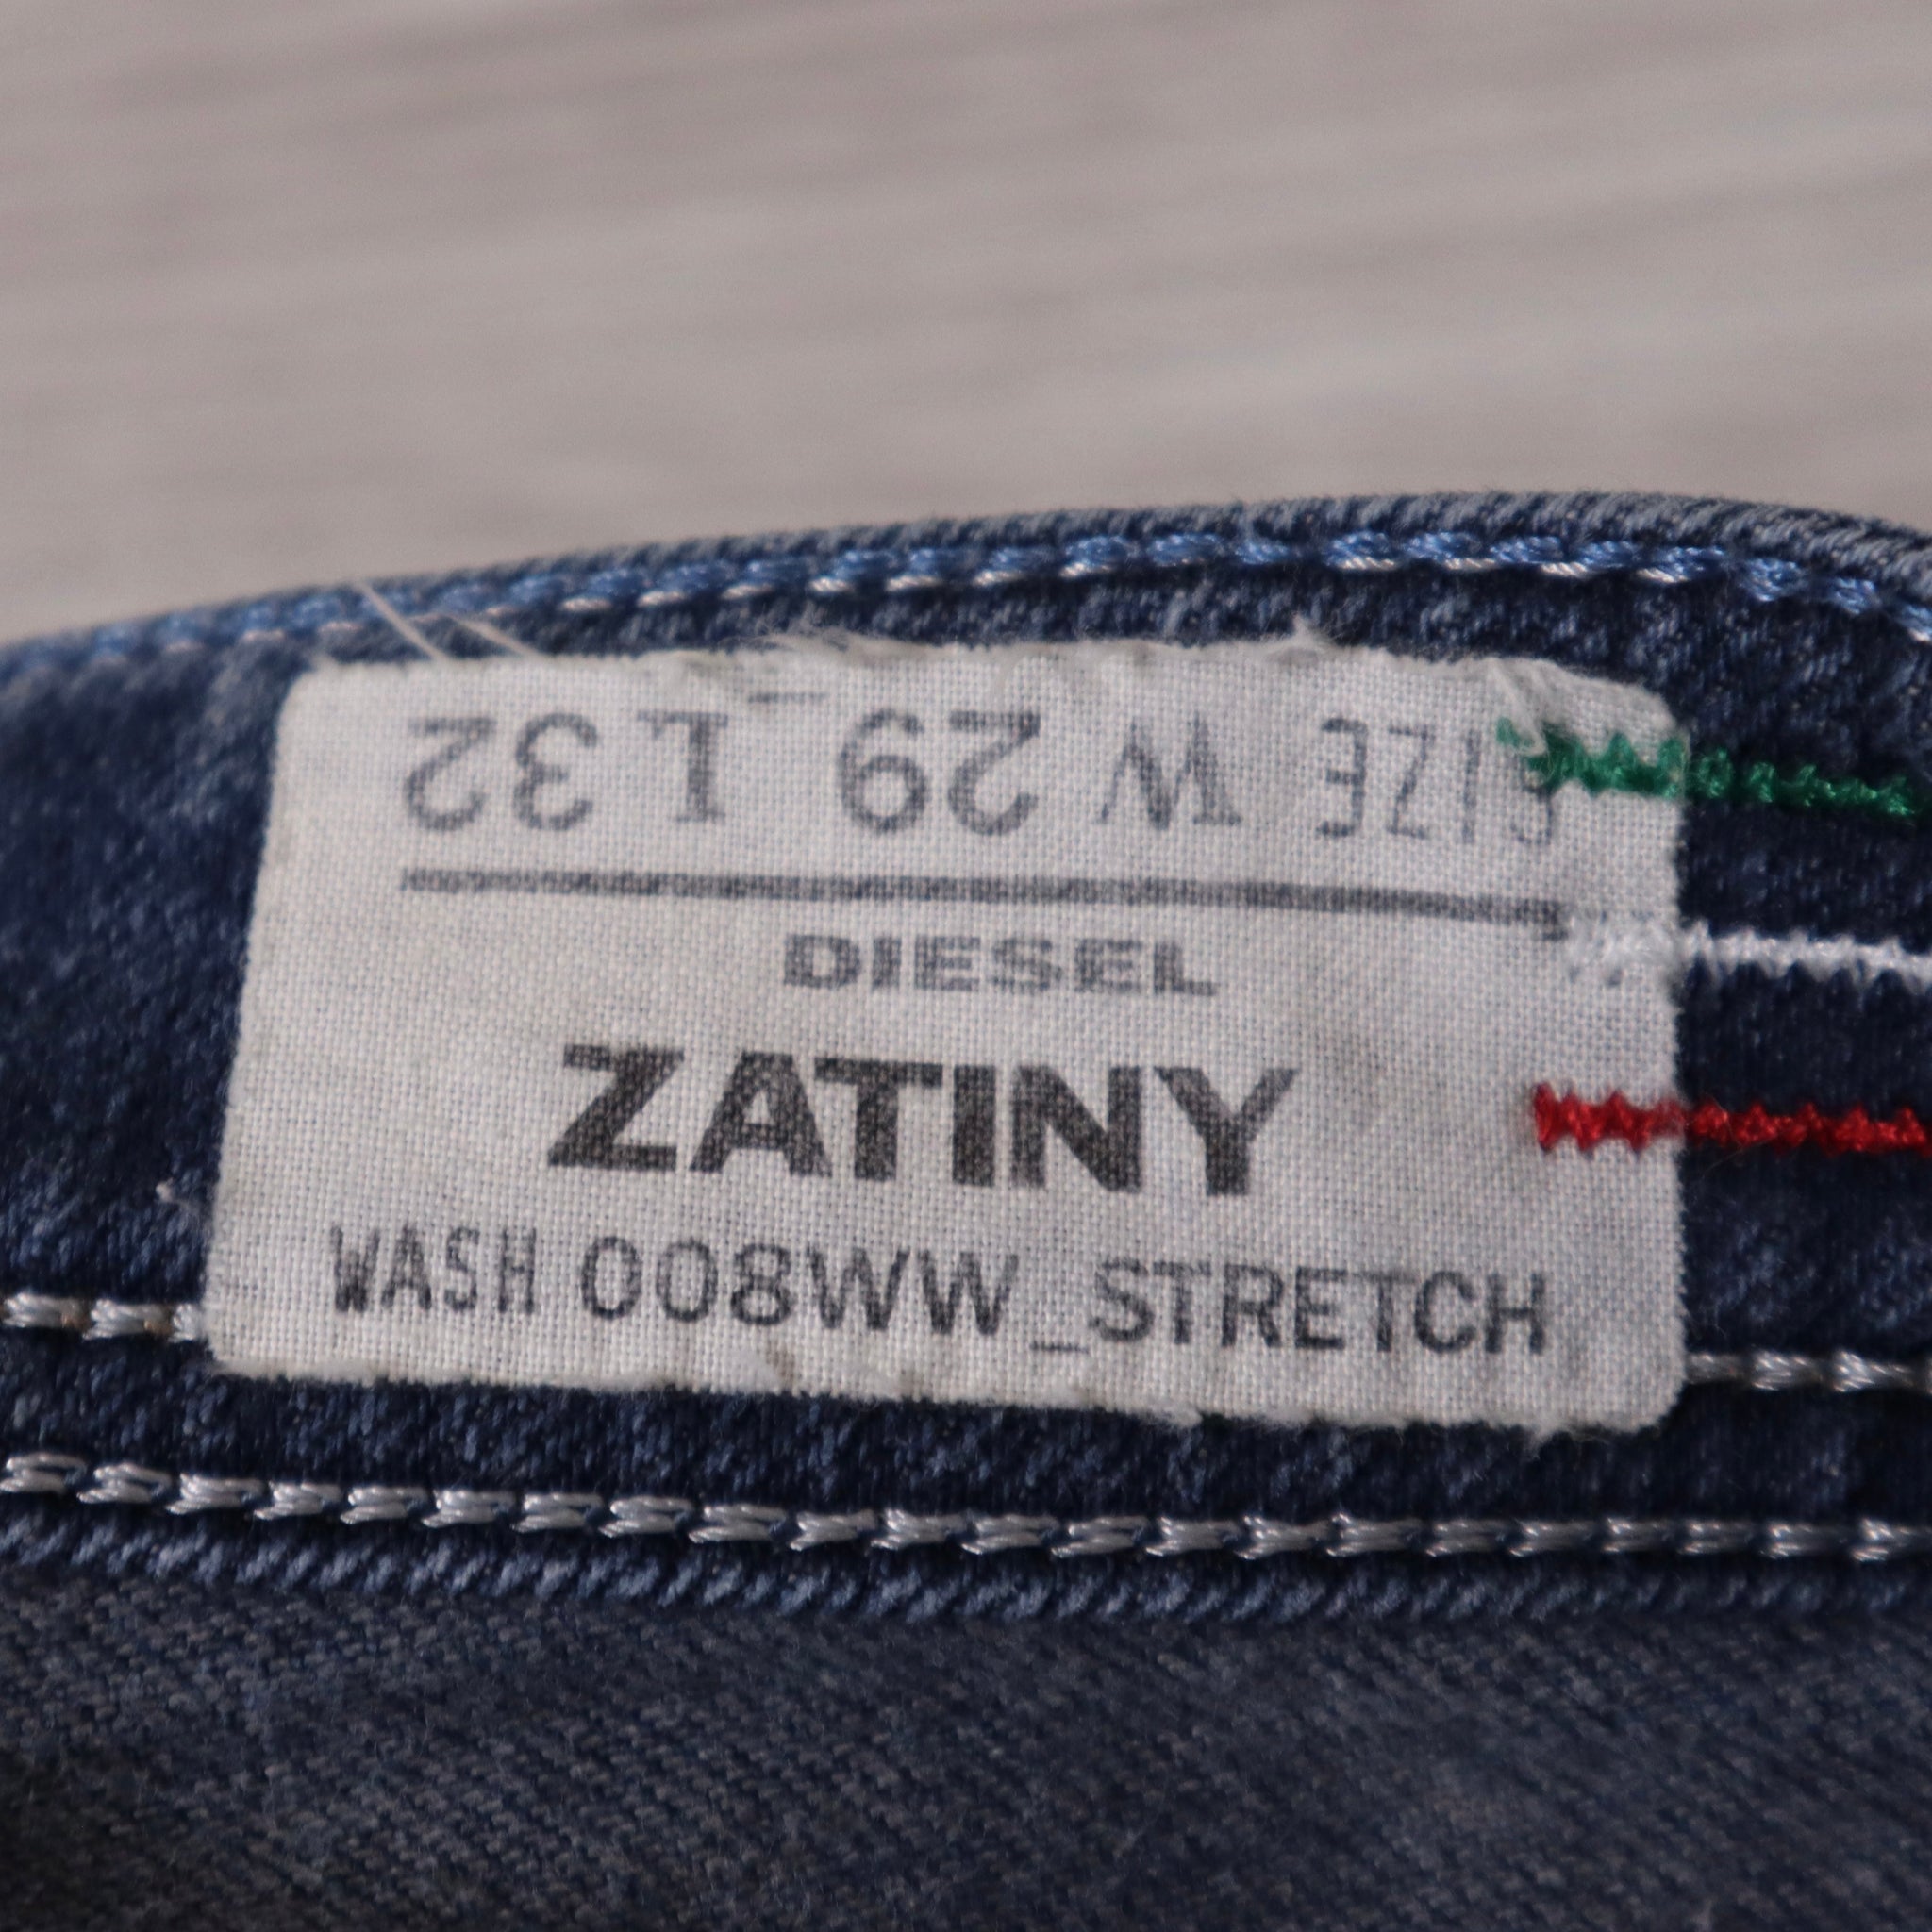 SIZE W 29 L 32
DIESEL
ZATINY
WASH 008WW_STRETCH